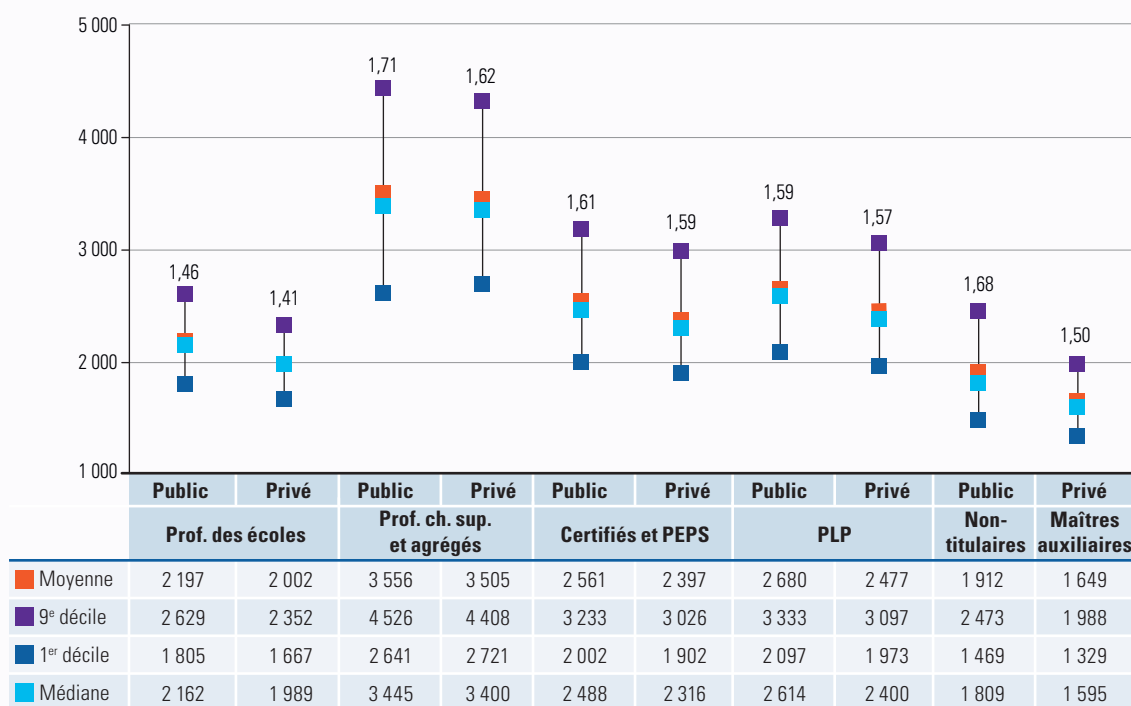 5 000
4 000
3 000
2 000
1 000
1,46
1,41
1,71
1,62
1,61
1,59
1,59
1,57
1,68
1,50
Public Privé Public Privé Public Privé Public Privé Public Privé
Prof. des écoles Prof. ch. sup. et agrégés Certifiés et PEPS PLP Non-titulaires Maîtres auxiliaires
Moyenne 2 197 2 002 3 556 3 505 2 561 2 397 2 680 2 477 1 912 1 649
9e décile 2 629 2 352 4 526 4 408 3 233 3 026 3 333 3 097 2 473 1 988
1er décile 1 805 1 667 2 641 2 721 2 002 1 902 2 097 1 973 1 469 1 329
Médiane 2 162 1 989 3 445 3 400 2 488 2 316 2 614 2 400 1 809 1 595